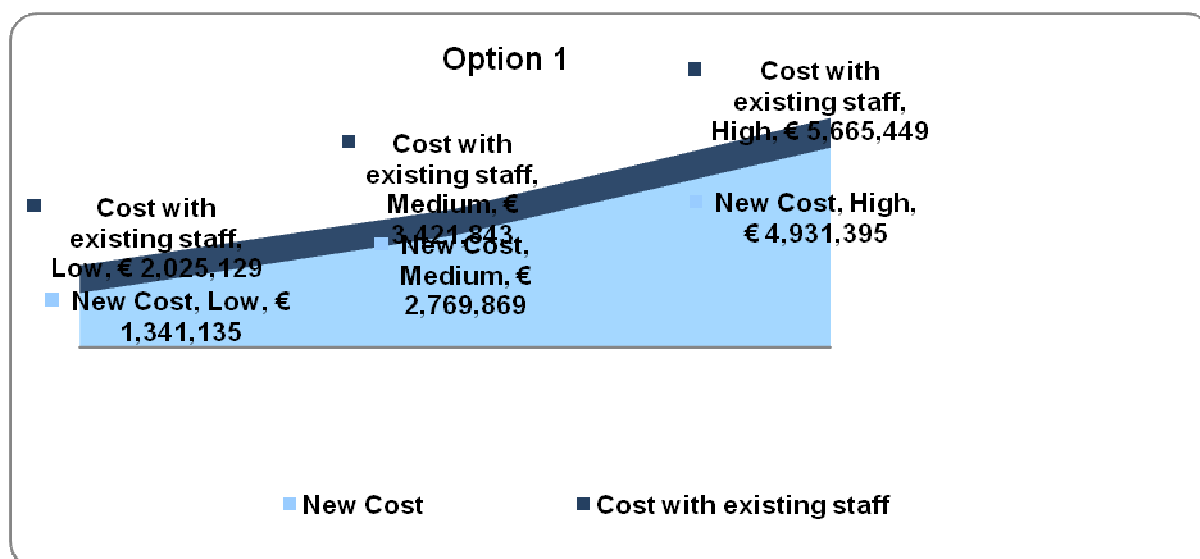 Option 1
Cost with
existing staff,
High, € 5,665,449
Cost with
existing staff,
Medium, €
3,421,843
Cost with
existing staff,
Low, € 2,025,129
New Cost, High,
€ 4,931,395
New Cost,
Medium, €
2,769,869
New Cost, Low, €
1,341,135
New Cost
Cost with existing staff